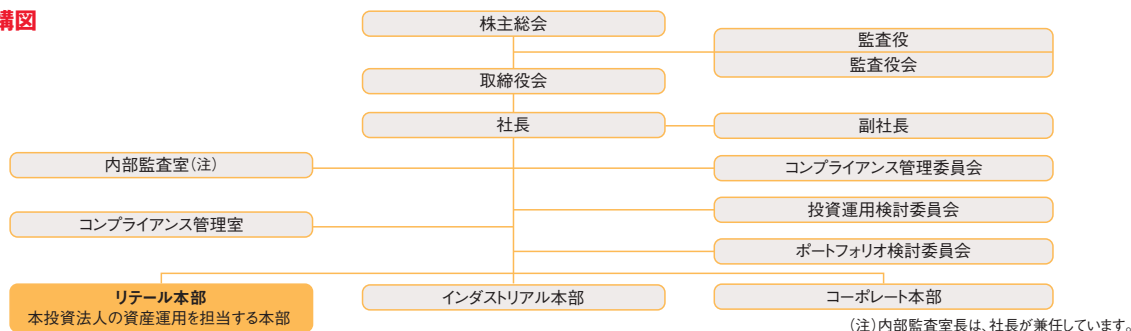 構図
株主総会
監査役
監査役会
取締役会
社長
副社長
内部監査室（注）
コンプライアンス管理委員会
投資運用検討委員会
コンプライアンス管理室
ポートフォリオ検討委員会
リテール本部
本投資法人の資産運用を担当する本部
インダストリアル本部
コーポレート本部
（注）内部監査室長は、社長が兼任しています。